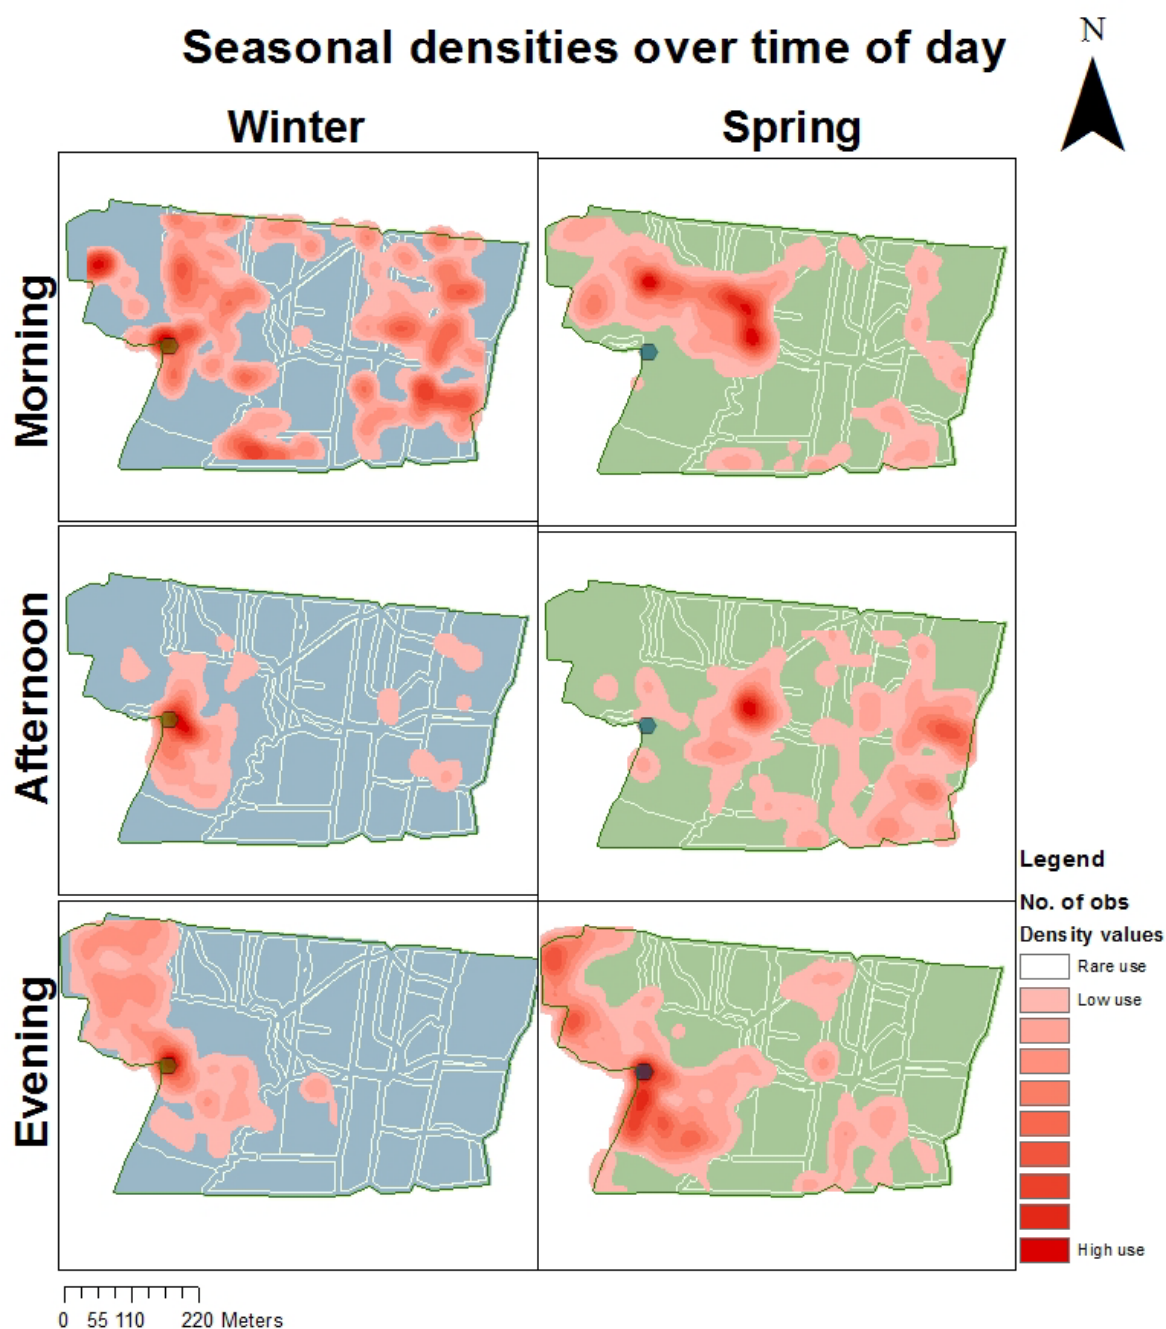 N
Seasonal densities over time of day
Winter
Spring
Morning
Afternoon
Evening
Legend
No. of obs
Density values
Rare use
Low use
High use
0 55 110 220 Meters